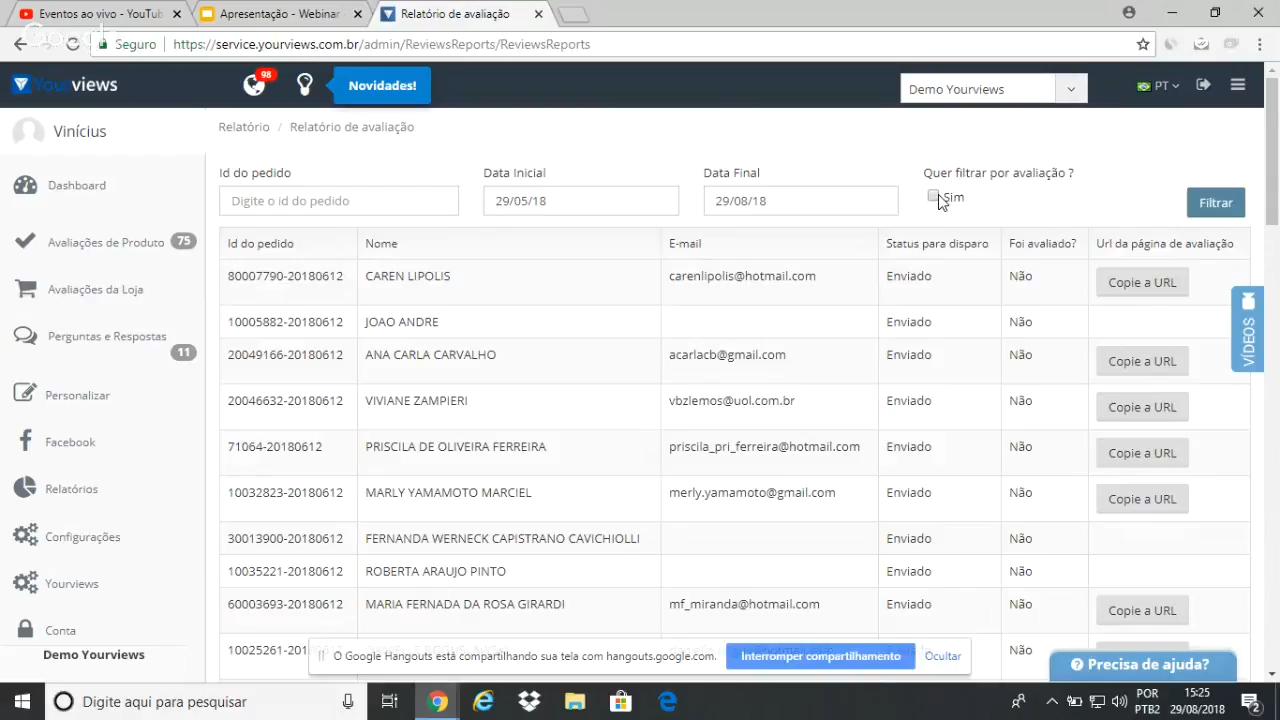 Eventos ao vivo - YouTub
Apresentação - Webinar
Relatório de avaliação
Google
Seguro
https://service.yourviews.com.br/admin/ReviewsReports/ReviewsReports
Yourviews
98
Novidades!
Demo Yourviews
PT
Vinícius
Relatório / Relatório de avaliação
Dashboard
Avaliações de Produto 75
Avaliações da Loja
Perguntas e Respostas
11
Personalizar
Facebook
Relatórios
Configurações
Yourviews
Conta
Demo Yourviews
Id do pedido Data Inicial Data Final Quer filtrar por avaliação ?
Digite o id do pedido 29/05/18 29/08/18 Sim Filtrar
Id do pedido Nome E-mail Status para disparo Foi avaliado? Url da página de avaliação
80007790-20180612 CAREN LIPOLIS carenlipolis@hotmail.com Enviado Não Copie a URL
10005882-20180612 JOAO ANDRE Enviado Não
20049166-20180612 ANA CARLA CARVALHO acarlacb@gmail.com Enviado Não Copie a URL
20046632-20180612 VIVIANE ZAMPIERI vbzlemos@uol.com.br Enviado Não Copie a URL
71064-20180612 PRISCILA DE OLIVEIRA FERREIRA priscila_pri_ferreira@hotmail.com Enviado Não Copie a URL
10032823-20180612 MARLY YAMAMOTO MARCIEL merly.yamamoto@gmail.com Enviado Não Copie a URL
30013900-20180612 FERNANDA WERNECK CAPISTRANO CAVICHIOLLI Enviado Não
10035221-20180612 ROBERTA ARAUJO PINTO Enviado Não
60003693-20180612 MARIA FERNADA DA ROSA GIRARDI mf_miranda@hotmail.com Enviado Não Copie a URL
10025261-201 Não
VÍDEOS
O Google Hangouts está compartilhando sua tela com hangouts.google.com. Interromper compartilhamento Ocultar
Precisa de ajuda?
Digite aqui para pesquisar
POR
PTB2
15:25
29/08/2018
2